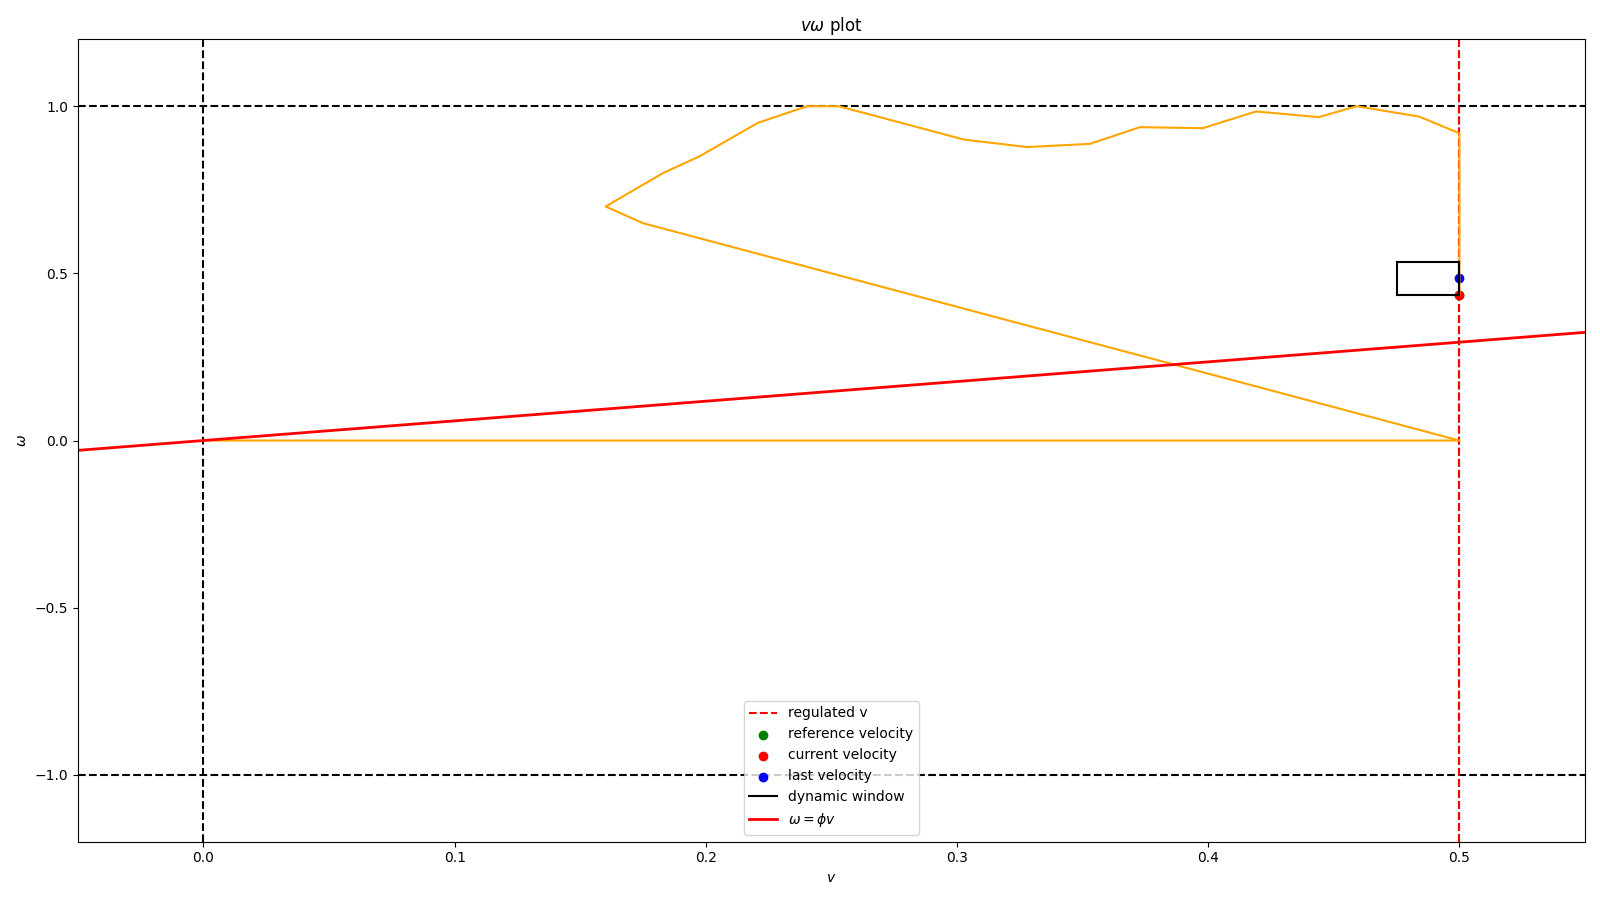 vω plot
1.0
0.5
0.0
−0.5
−1.0
ω
0.0 0.1 0.2 0.3 0.4 0.5
v
regulated v
reference velocity
current velocity
last velocity
dynamic window
ω = ϕv